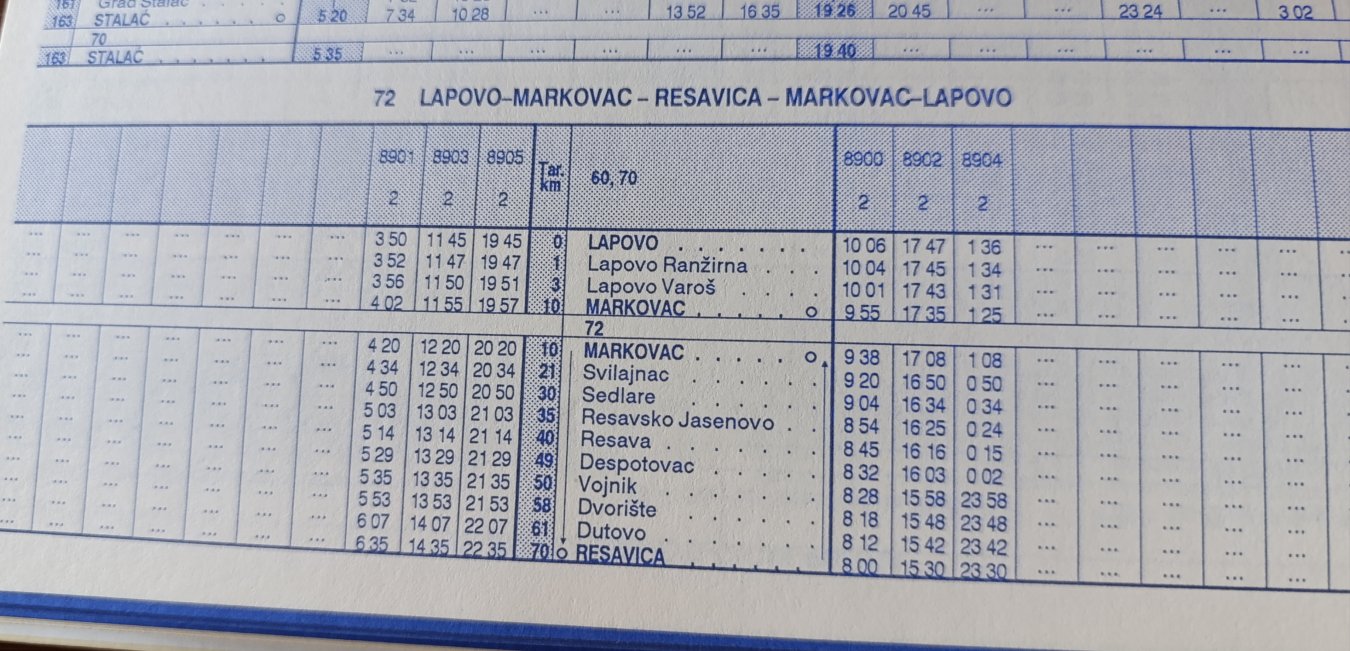 161 Grad Stalać . . . . . .
163 STALAĆ . . . . . . o 5 20 7 34 10 28 ... ... 13 52 16 35 19 26 20 45 ... ... 23 24 ... 3 02
70
163 STALAĆ . . . . . . 5 35 ... ... ... ... ... ... 19 40 ... ... ... ... ... ...
72 LAPOVO–MARKOVAC – RESAVICA – MARKOVAC–LAPOVO
8901 8903 8905 Tar. km 60, 70 8900 8902 8904
2 2 2 2 2 2
3 50 11 45 19 45 0 LAPOVO . . . . . . . 10 06 17 47 1 36
3 52 11 47 19 47 1 Lapovo Ranžirna . . . 10 04 17 45 1 34
3 56 11 50 19 51 3 Lapovo Varoš . . . . 10 01 17 43 1 31
4 02 11 55 19 57 10 MARKOVAC . . . . . o 9 55 17 35 1 25
72
4 20 12 20 20 20 10 MARKOVAC . . . . . o 9 38 17 08 1 08
4 34 12 34 20 34 21 Svilajnac . . . . . . 9 20 16 50 0 50
4 50 12 50 20 50 30 Sedlare . . . . . . 9 04 16 34 0 34
5 03 13 03 21 03 35 Resavsko Jasenovo . . 8 54 16 25 0 24
5 14 13 14 21 14 40 Resava . . . . . . 8 45 16 16 0 15
5 29 13 29 21 29 49 Despotovac . . . . . 8 32 16 03 0 02
5 35 13 35 21 35 50 Vojnik . . . . . . . 8 28 15 58 23 58
5 53 13 53 21 53 58 Dvorište . . . . . . 8 18 15 48 23 48
6 07 14 07 22 07 61 Dutovo . . . . . . 8 12 15 42 23 42
6 35 14 35 22 35 70 o RESAVICA . . . . . . 8 00 15 30 23 30